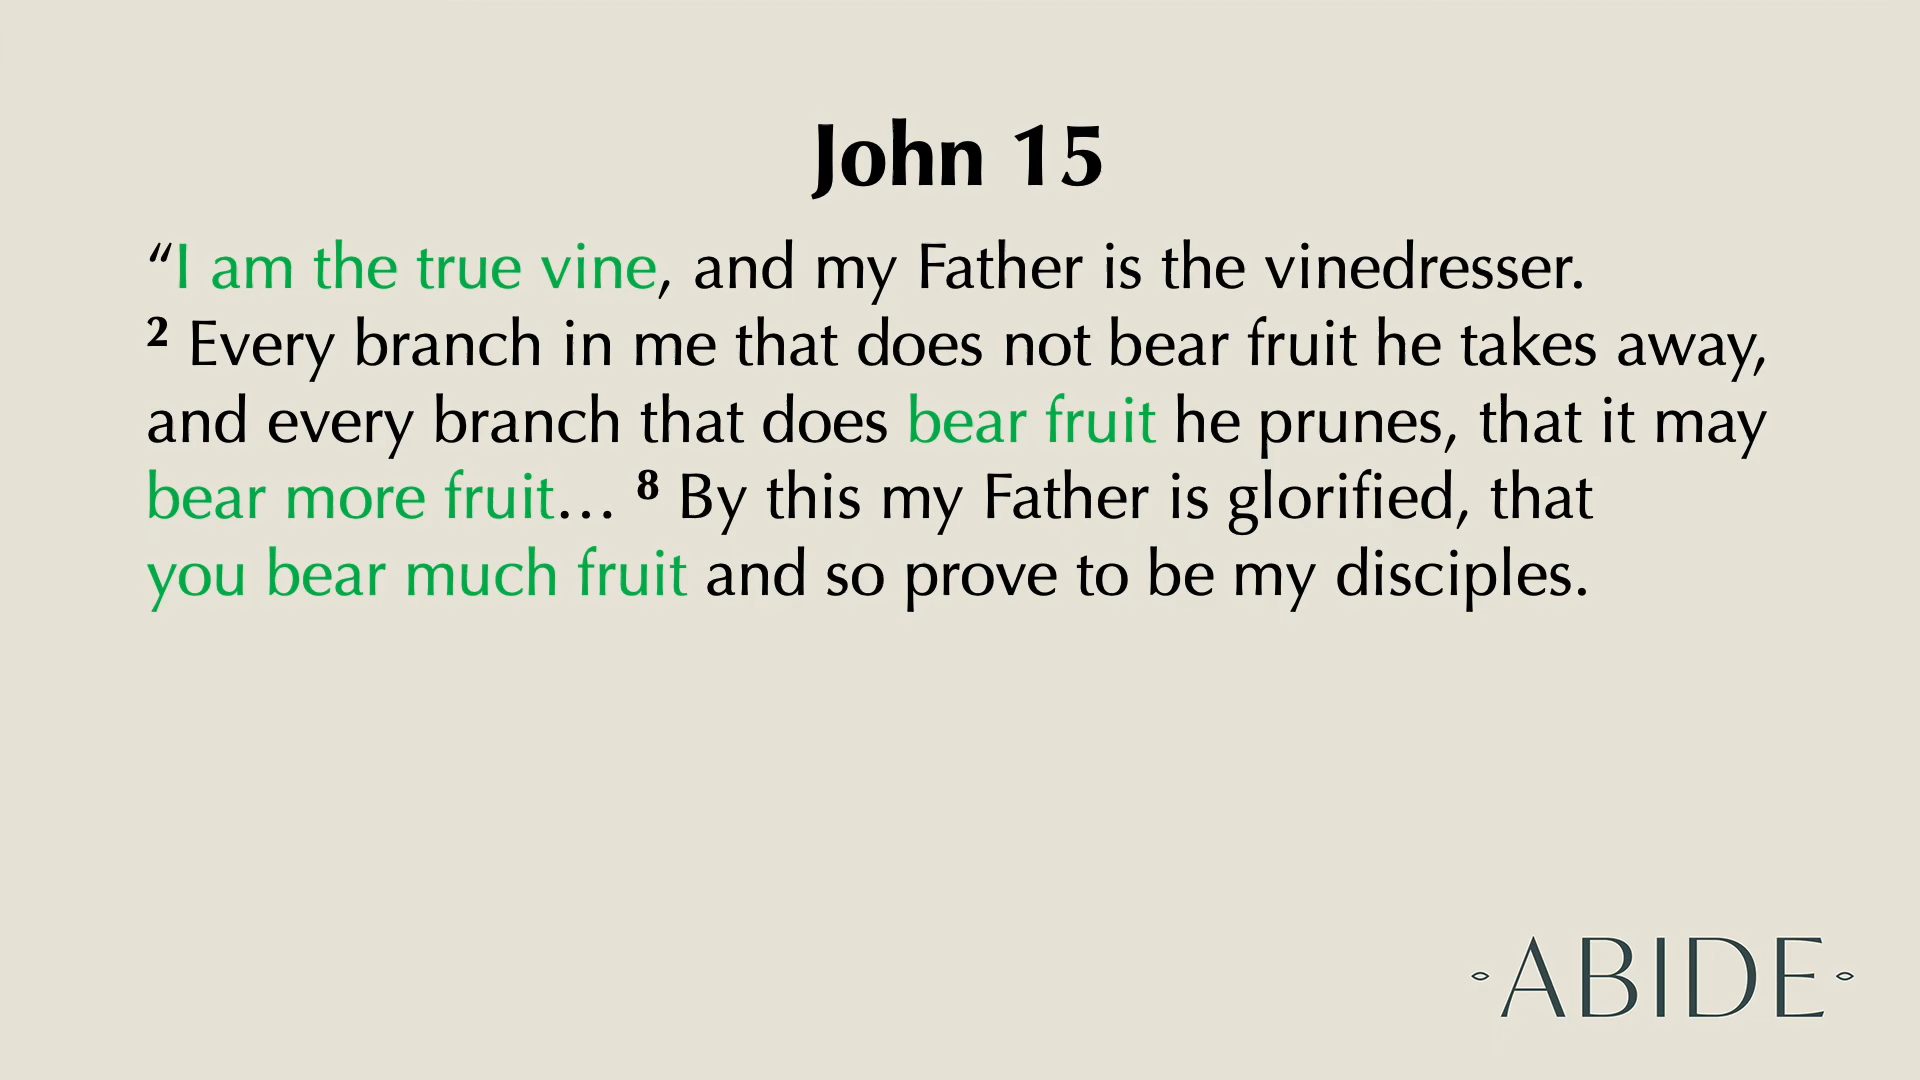 John 15
“I am the true vine, and my Father is the vinedresser.
2 Every branch in me that does not bear fruit he takes away,
and every branch that does bear fruit he prunes, that it may
bear more fruit… 8 By this my Father is glorified, that
you bear much fruit and so prove to be my disciples.
ABIDE